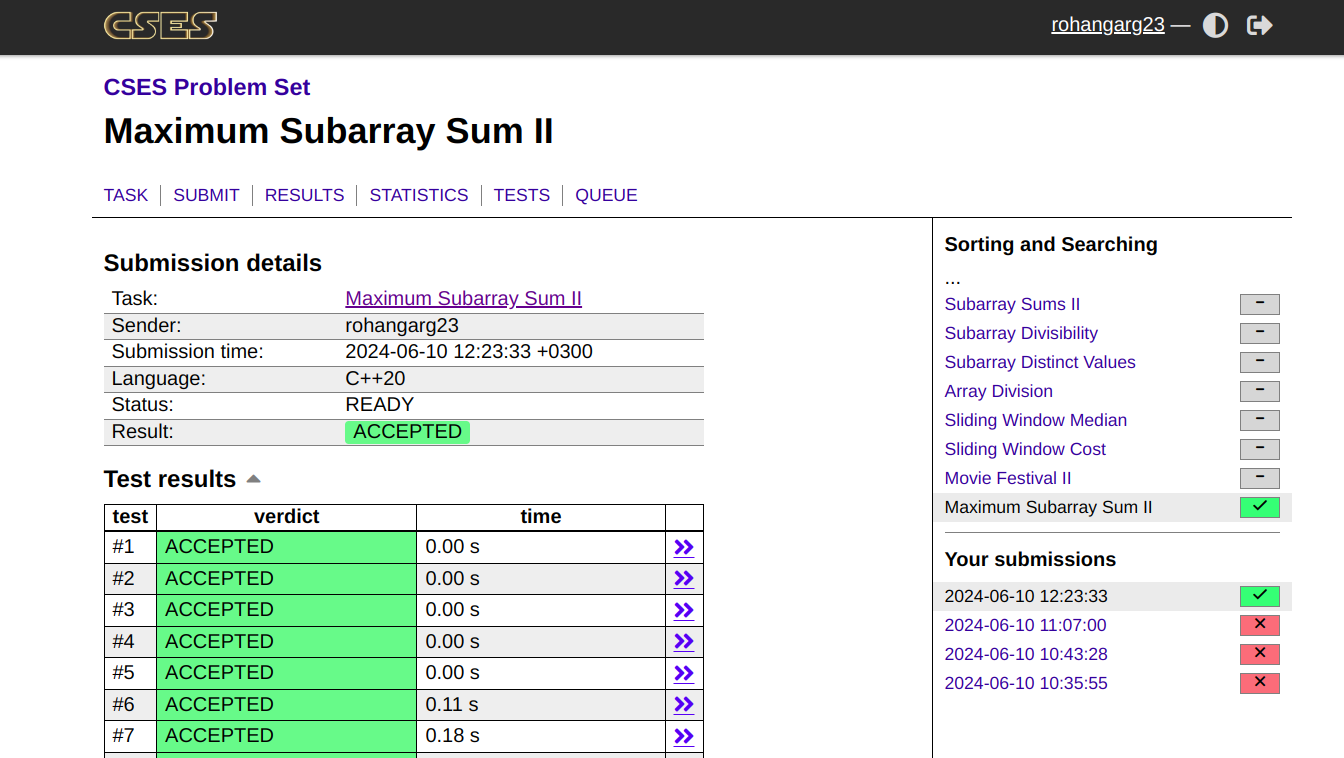 CSES
rohangarg23 —
CSES Problem Set
Maximum Subarray Sum II
TASK | SUBMIT | RESULTS | STATISTICS | TESTS | QUEUE
Submission details
Task: Maximum Subarray Sum II
Sender: rohangarg23
Submission time: 2024-06-10 12:23:33 +0300
Language: C++20
Status: READY
Result: ACCEPTED
Test results
test verdict time
#1 ACCEPTED 0.00 s
#2 ACCEPTED 0.00 s
#3 ACCEPTED 0.00 s
#4 ACCEPTED 0.00 s
#5 ACCEPTED 0.00 s
#6 ACCEPTED 0.11 s
#7 ACCEPTED 0.18 s
Sorting and Searching
...
Subarray Sums II –
Subarray Divisibility –
Subarray Distinct Values –
Array Division –
Sliding Window Median –
Sliding Window Cost –
Movie Festival II –
Maximum Subarray Sum II ✓
Your submissions
2024-06-10 12:23:33 ✓
2024-06-10 11:07:00 ✕
2024-06-10 10:43:28 ✕
2024-06-10 10:35:55 ✕